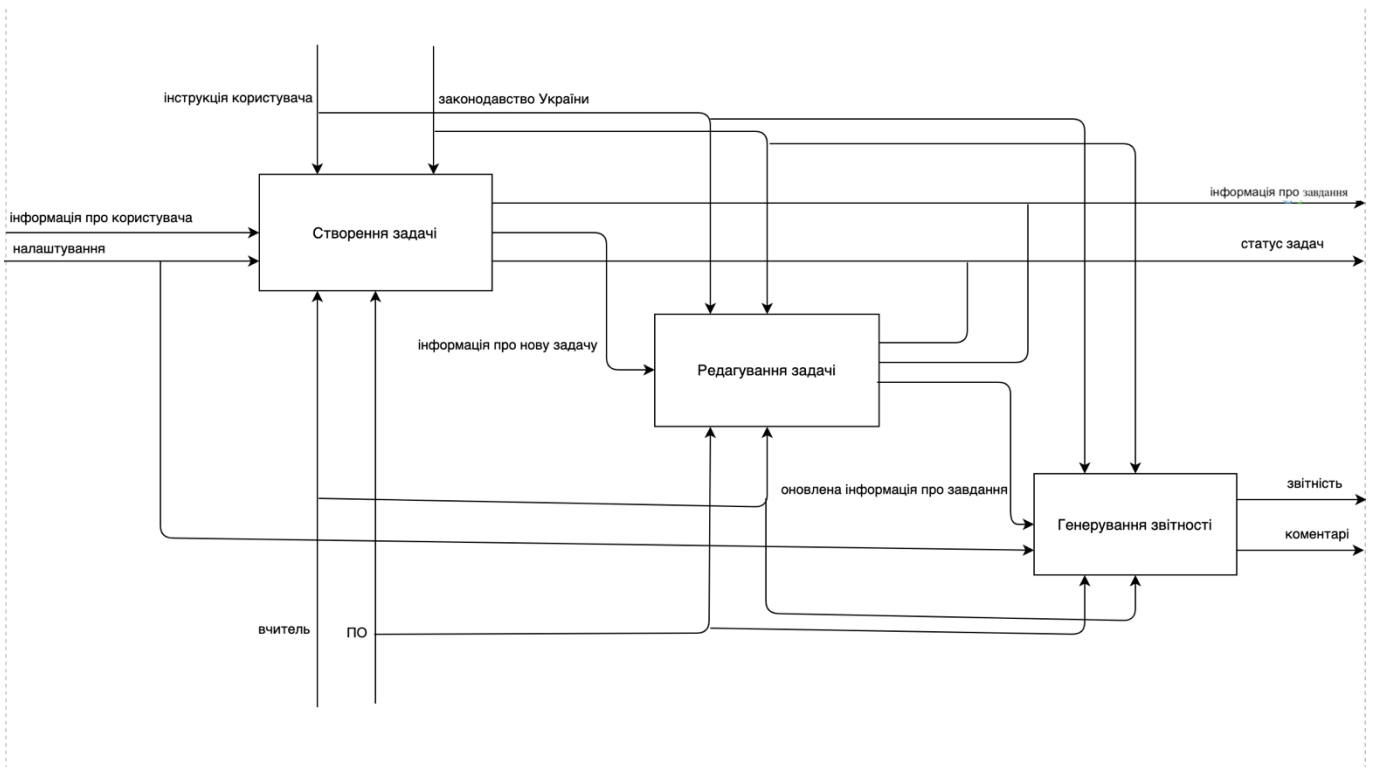 інструкція користувача
законодавство України
інформація про завдання
інформація про користувача
Створення задачі
статус задач
налаштування
інформація про нову задачу
Редагування задачі
звітність
оновлена інформація про завдання
Генерування звітності
коментарі
вчитель
ПО